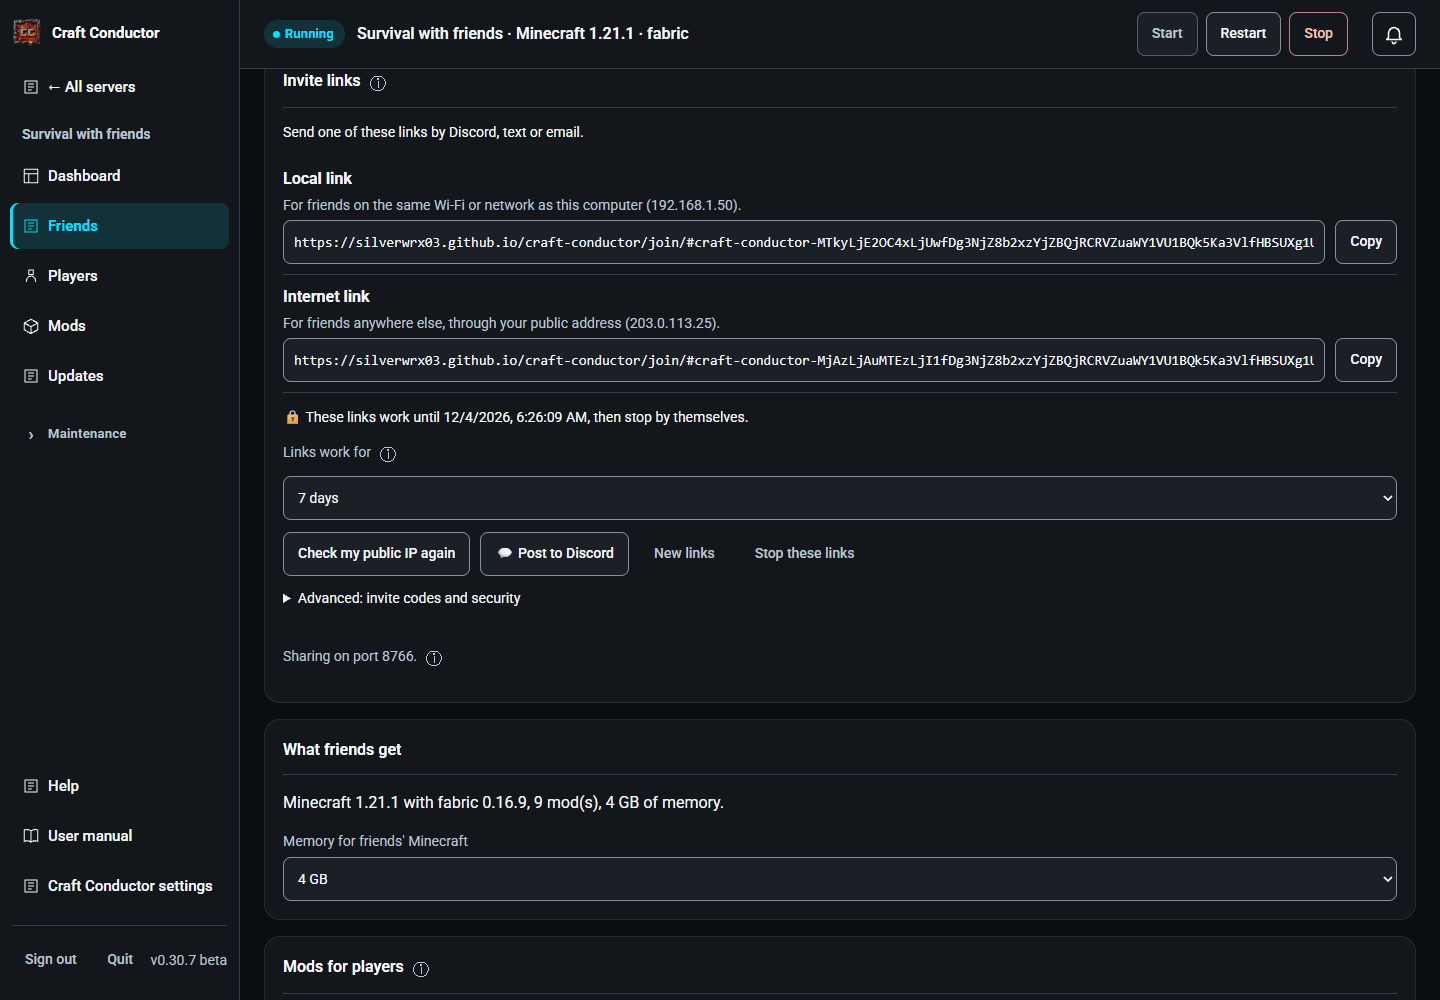 Craft Conductor
← All servers
Survival with friends
Dashboard
Friends
Players
Mods
Updates
Maintenance
Help
User manual
Craft Conductor settings
Sign out
Quit
v0.30.7 beta
Running
Survival with friends · Minecraft 1.21.1 · fabric
Start
Restart
Stop
Invite links
Send one of these links by Discord, text or email.
Local link
For friends on the same Wi-Fi or network as this computer (192.168.1.50).
https://silverwrx03.github.io/craft-conductor/join/#craft-conductor-MTkyLjE2OC4xLjUwfDg3NjZ8b2xzYjZBQjRCRVZuaWY1VU1BQk5Ka3VlfHBSUXg1U
Copy
Internet link
For friends anywhere else, through your public address (203.0.113.25).
https://silverwrx03.github.io/craft-conductor/join/#craft-conductor-MjAzLjAuMTEzLjI1fDg3NjZ8b2xzYjZBQjRCRVZuaWY1VU1BQk5Ka3VlfHBSUXg1U
Copy
These links work until 12/4/2026, 6:26:09 AM, then stop by themselves.
Links work for
7 days
Check my public IP again
Post to Discord
New links
Stop these links
Advanced: invite codes and security
Sharing on port 8766.
What friends get
Minecraft 1.21.1 with fabric 0.16.9, 9 mod(s), 4 GB of memory.
Memory for friends' Minecraft
4 GB
Mods for players